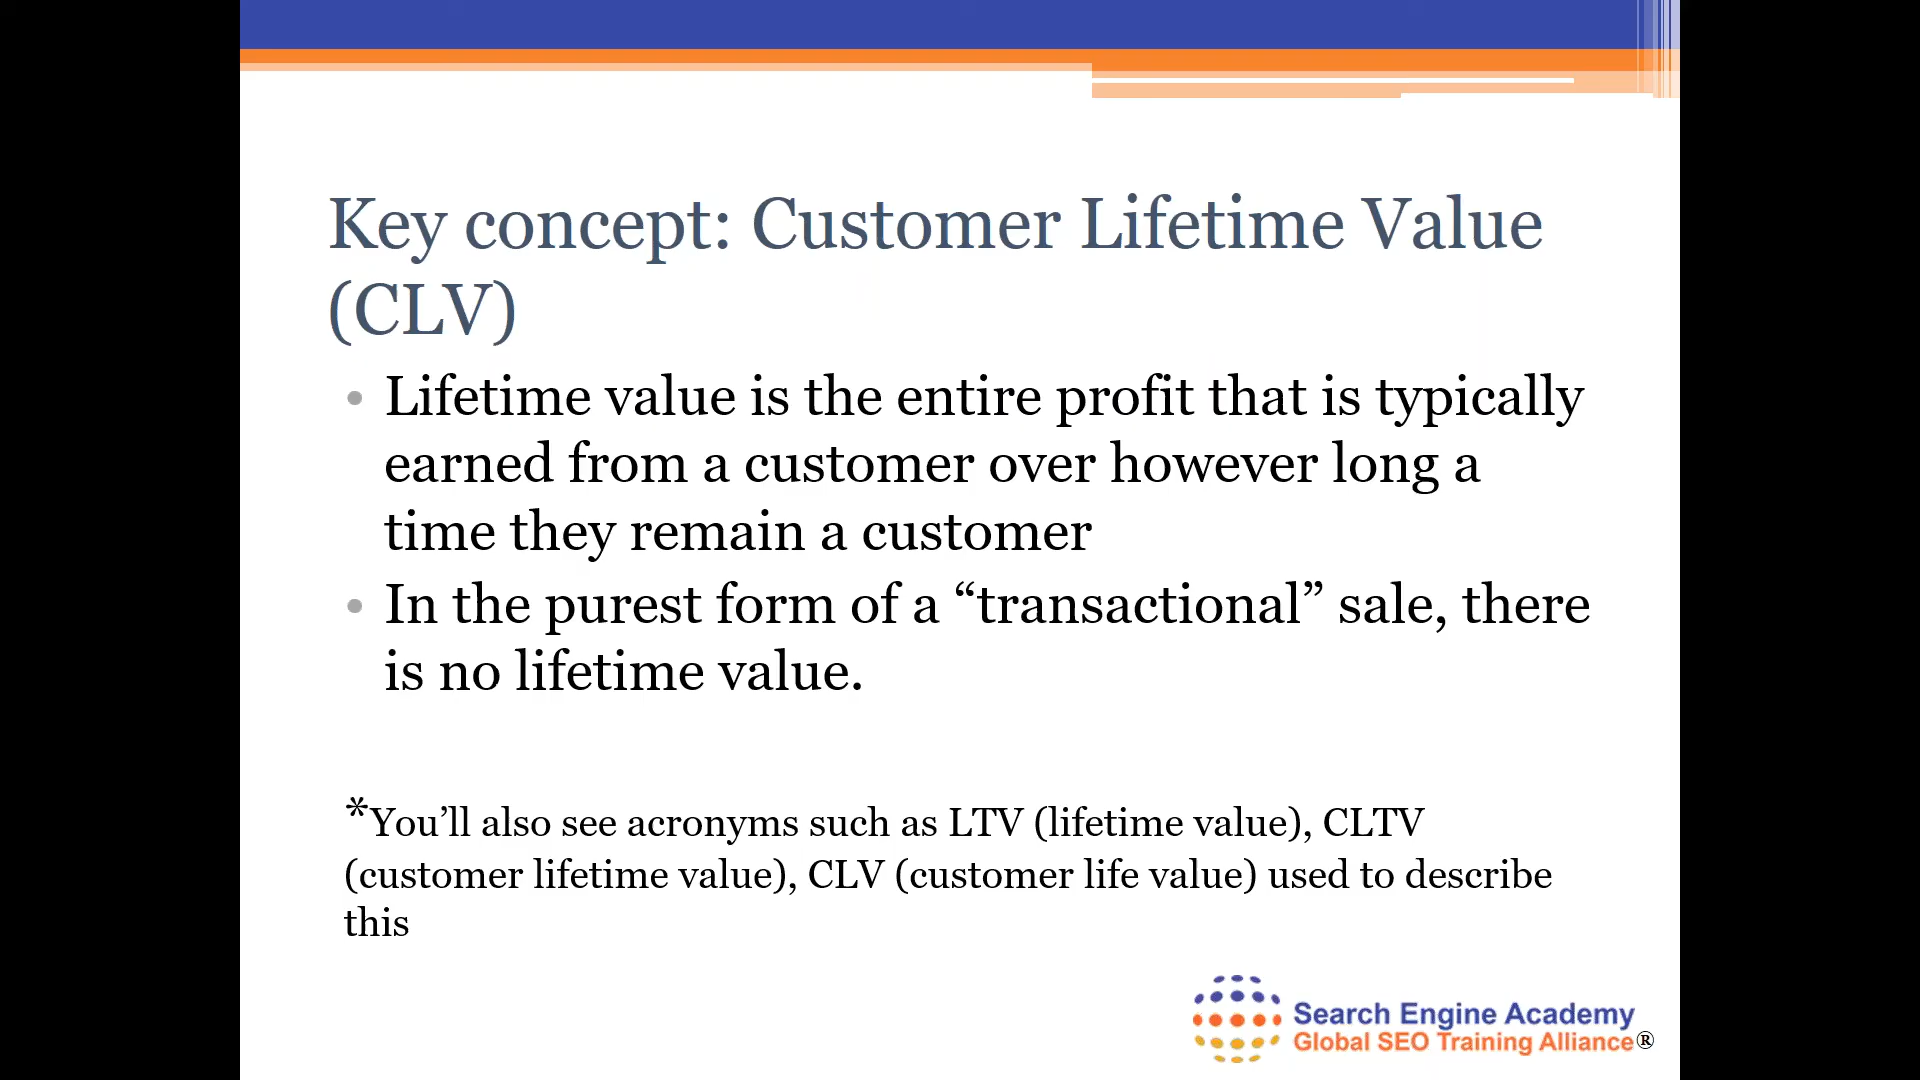 Key concept: Customer Lifetime Value
(CLV)
• Lifetime value is the entire profit that is typically
earned from a customer over however long a
time they remain a customer
• In the purest form of a “transactional” sale, there
is no lifetime value.
*You’ll also see acronyms such as LTV (lifetime value), CLTV
(customer lifetime value), CLV (customer life value) used to describe
this
Search Engine Academy
Global SEO Training Alliance®